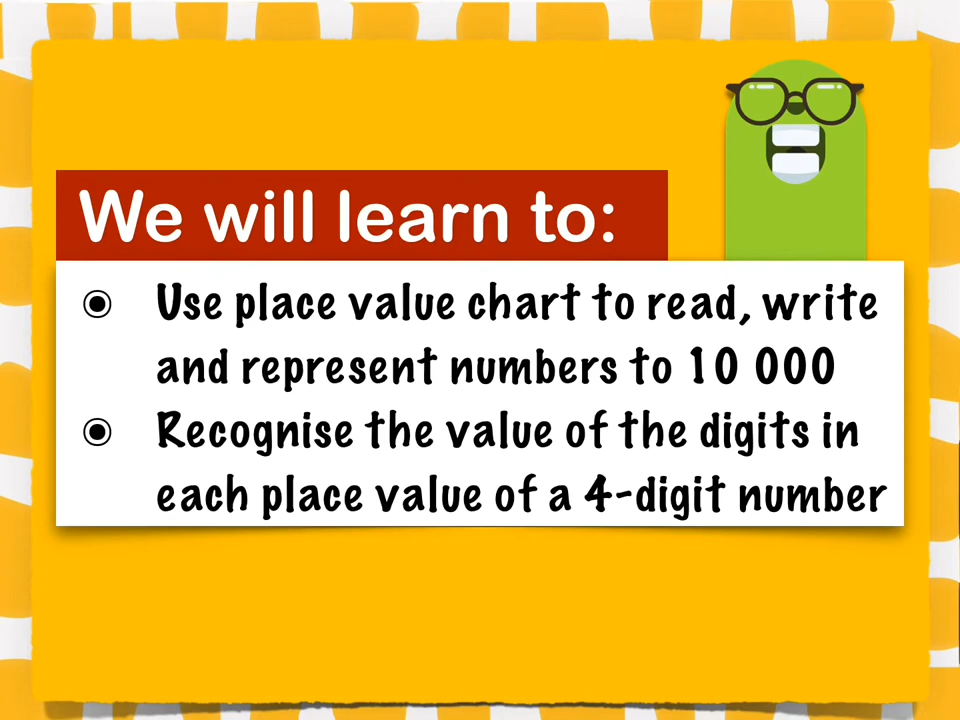 We will learn to:
Use place value chart to read, write
and represent numbers to 10 000
Recognise the value of the digits in
each place value of a 4-digit number